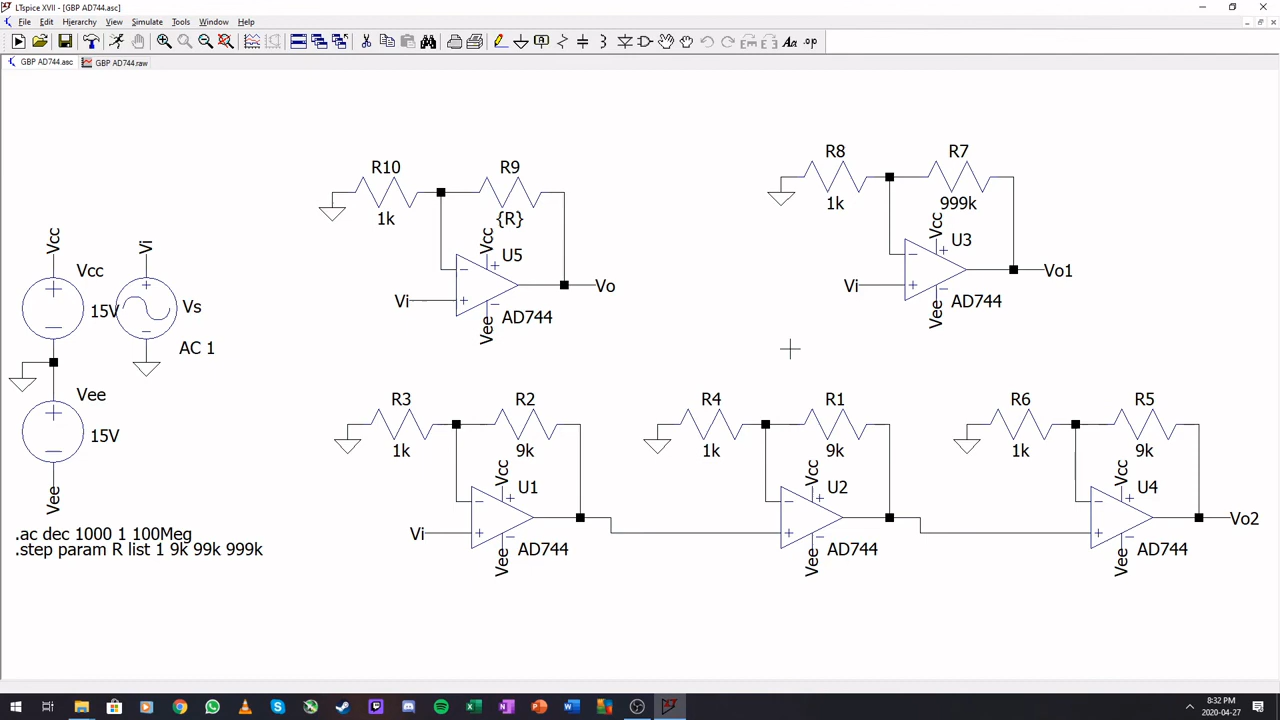 LTspice XVII - [GBP AD744.asc]
File Edit Hierarchy View Simulate Tools Window Help
GBP AD744.asc GBP AD744.raw
R8 R7
R10 R9
1k 999k
1k {R}
Vcc Vi Vcc U5 Vcc U3
Vcc
Vi Vo Vi Vo1
15V Vs
Vee AD744 Vee AD744
AC 1
Vee
15V
R3 R2 R4 R1 R6 R5
1k 9k 1k 9k 1k 9k
Vcc U1 Vcc U2 Vcc U4
Vee
Vi Vo2
Vee AD744 Vee AD744 Vee AD744
.ac dec 1000 1 100Meg
.step param R list 1 9k 99k 999k
8:32 PM
2020-04-27